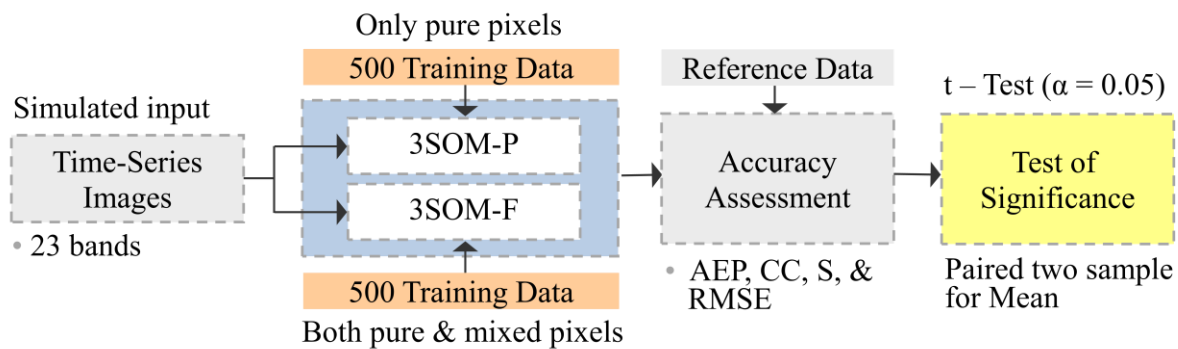 Only pure pixels
500 Training Data
Reference Data
t – Test (α = 0.05)
Simulated input
3SOM-P
Time-Series
Images
Accuracy
Assessment
Test of
Significance
3SOM-F
• 23 bands
• AEP, CC, S, &
RMSE
Paired two sample
for Mean
500 Training Data
Both pure & mixed pixels